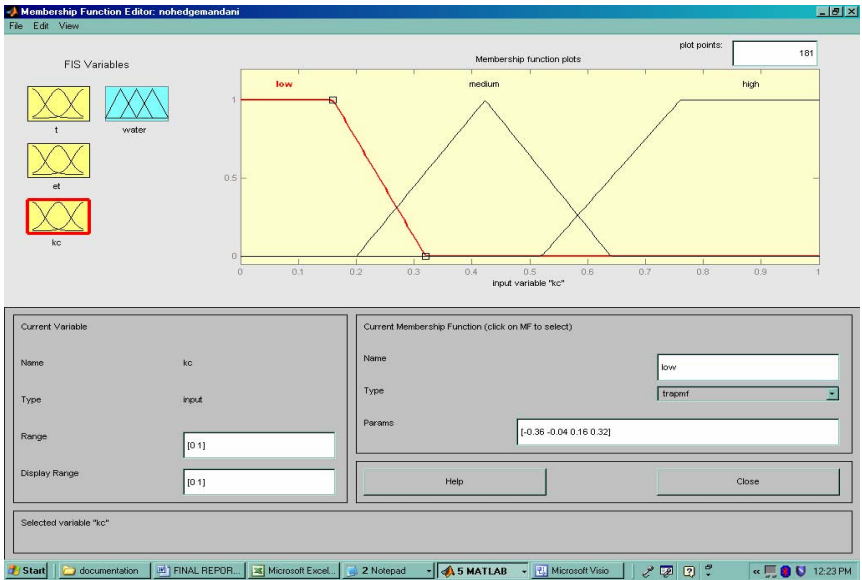 Membership Function Editor: nohedgemandani
File Edit View
plot points: 181
FIS Variables
Membership function plots
t
water
et
kc
low medium high
1
0.5
0
0 0.1 0.2 0.3 0.4 0.5 0.6 0.7 0.8 0.9 1
input variable "kc"
Current Variable
Name kc
Type input
Range [0 1]
Display Range [0 1]
Current Membership Function (click on MF to select)
Name low
Type trapmf
Params [-0.36 -0.04 0.16 0.32]
Help Close
Selected variable "kc"
Start documentation FINAL REPOR... Microsoft Excel... 2 Notepad 5 MATLAB Microsoft Visio 12:23 PM